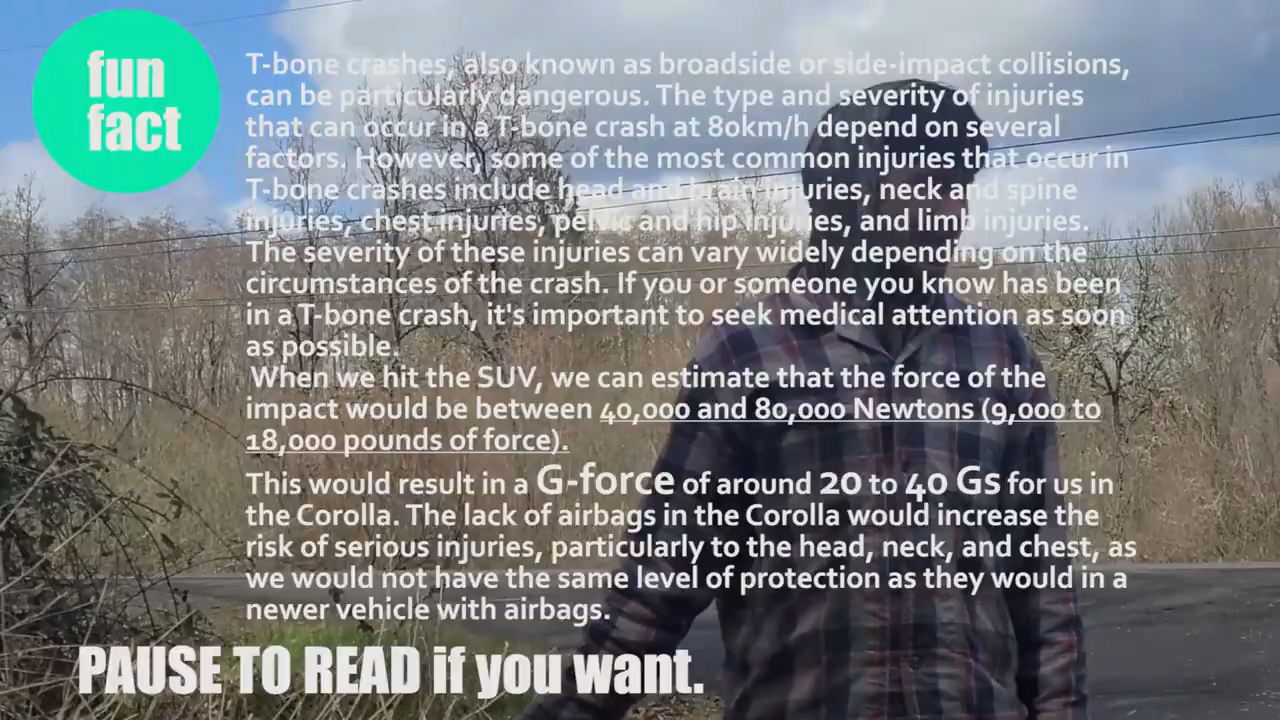 fun
fact
T-bone crashes, also known as broadside or side-impact collisions,
can be particularly dangerous. The type and severity of injuries
that can occur in a T-bone crash at 80km/h depend on several
factors. However, some of the most common injuries that occur in
T-bone crashes include head and brain injuries, neck and spine
injuries, chest injuries, pelvic and hip injuries, and limb injuries.
The severity of these injuries can vary widely depending on the
circumstances of the crash. If you or someone you know has been
in a T-bone crash, it's important to seek medical attention as soon
as possible.
When we hit the SUV, we can estimate that the force of the
impact would be between 40,000 and 80,000 Newtons (9,000 to
18,000 pounds of force).
This would result in a G-force of around 20 to 40 Gs for us in
the Corolla. The lack of airbags in the Corolla would increase the
risk of serious injuries, particularly to the head, neck, and chest, as
we would not have the same level of protection as they would in a
newer vehicle with airbags.
PAUSE TO READ if you want.